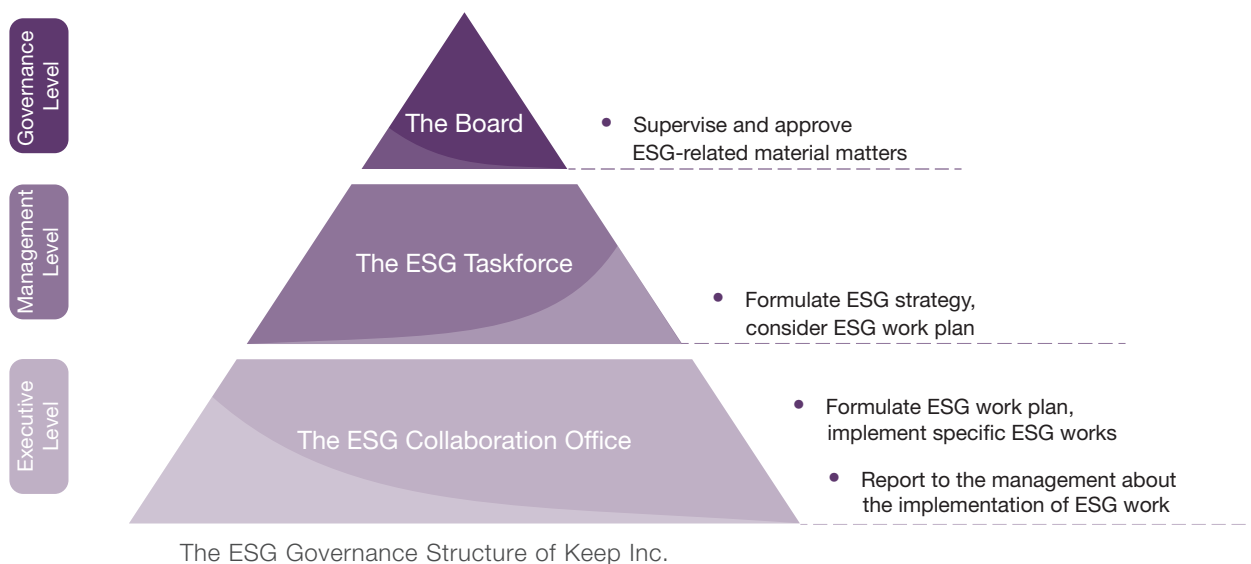 Governance
Level
The Board
• Supervise and approve
ESG-related material matters
Management
Level
The ESG Taskforce
• Formulate ESG strategy,
consider ESG work plan
Executive
Level
The ESG Collaboration Office
• Formulate ESG work plan,
implement specific ESG works
• Report to the management about
the implementation of ESG work
The ESG Governance Structure of Keep Inc.